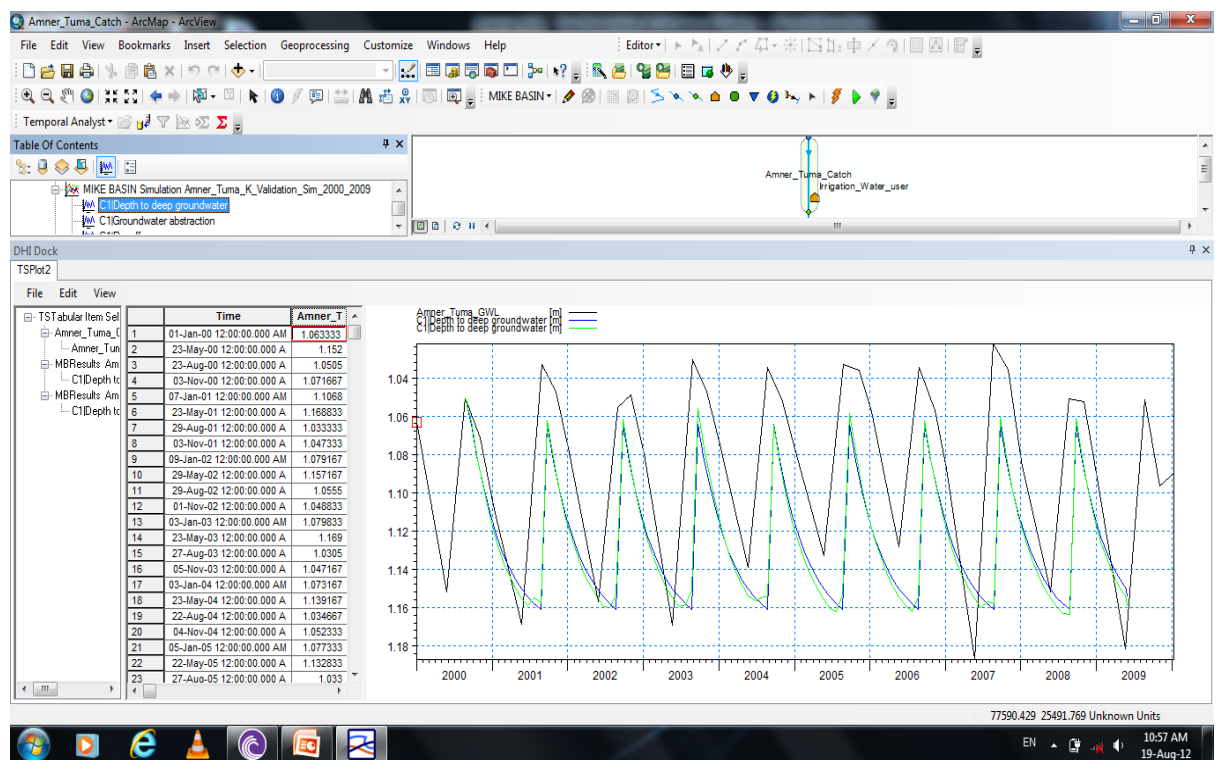 Amner_Tuma_Catch - ArcMap - ArcView
File Edit View Bookmarks Insert Selection Geoprocessing Customize Windows Help Editor
MIKE BASIN
Temporal Analyst
Table Of Contents
MIKE BASIN Simulation Amner_Tuma_K_Validation_Sim_2000_2009
C1|Depth to deep groundwater
C1|Groundwater abstraction
Amner_Tuma_Catch
Irrigation_Water_user
DHI Dock
TSPlot2
File Edit View
TS Tabular Item Sel
Amner_Tuma_(
Amner_Tun
MBResults Am
C1|Depth tc
MBResults Am
C1|Depth tc
Time Amner_T
1 01-Jan-00 12:00:00.000 AM 1.063333
2 23-May-00 12:00:00.000 A 1.152
3 23-Aug-00 12:00:00.000 A 1.0505
4 03-Nov-00 12:00:00.000 A 1.071667
5 07-Jan-01 12:00:00.000 AM 1.1068
6 23-May-01 12:00:00.000 A 1.168833
7 29-Aug-01 12:00:00.000 A 1.033333
8 03-Nov-01 12:00:00.000 A 1.047333
9 09-Jan-02 12:00:00.000 AM 1.079167
10 29-May-02 12:00:00.000 A 1.157167
11 29-Aug-02 12:00:00.000 A 1.0555
12 01-Nov-02 12:00:00.000 A 1.048833
13 03-Jan-03 12:00:00.000 AM 1.079833
14 23-May-03 12:00:00.000 A 1.169
15 27-Aug-03 12:00:00.000 A 1.0305
16 05-Nov-03 12:00:00.000 A 1.047167
17 03-Jan-04 12:00:00.000 AM 1.073167
18 23-May-04 12:00:00.000 A 1.139167
19 22-Aug-04 12:00:00.000 A 1.034667
20 04-Nov-04 12:00:00.000 A 1.052333
21 05-Jan-05 12:00:00.000 AM 1.077333
22 22-May-05 12:00:00.000 A 1.132833
23 27-Aug-05 12:00:00.000 A 1.033
Amner_Tuma_GWL [m]
C1|Depth to deep groundwater [m]
C1|Depth to deep groundwater [m]
1.04
1.06
1.08
1.10
1.12
1.14
1.16
1.18
2000 2001 2002 2003 2004 2005 2006 2007 2008 2009
77590.429 25491.769 Unknown Units
EN
10:57 AM
19-Aug-12